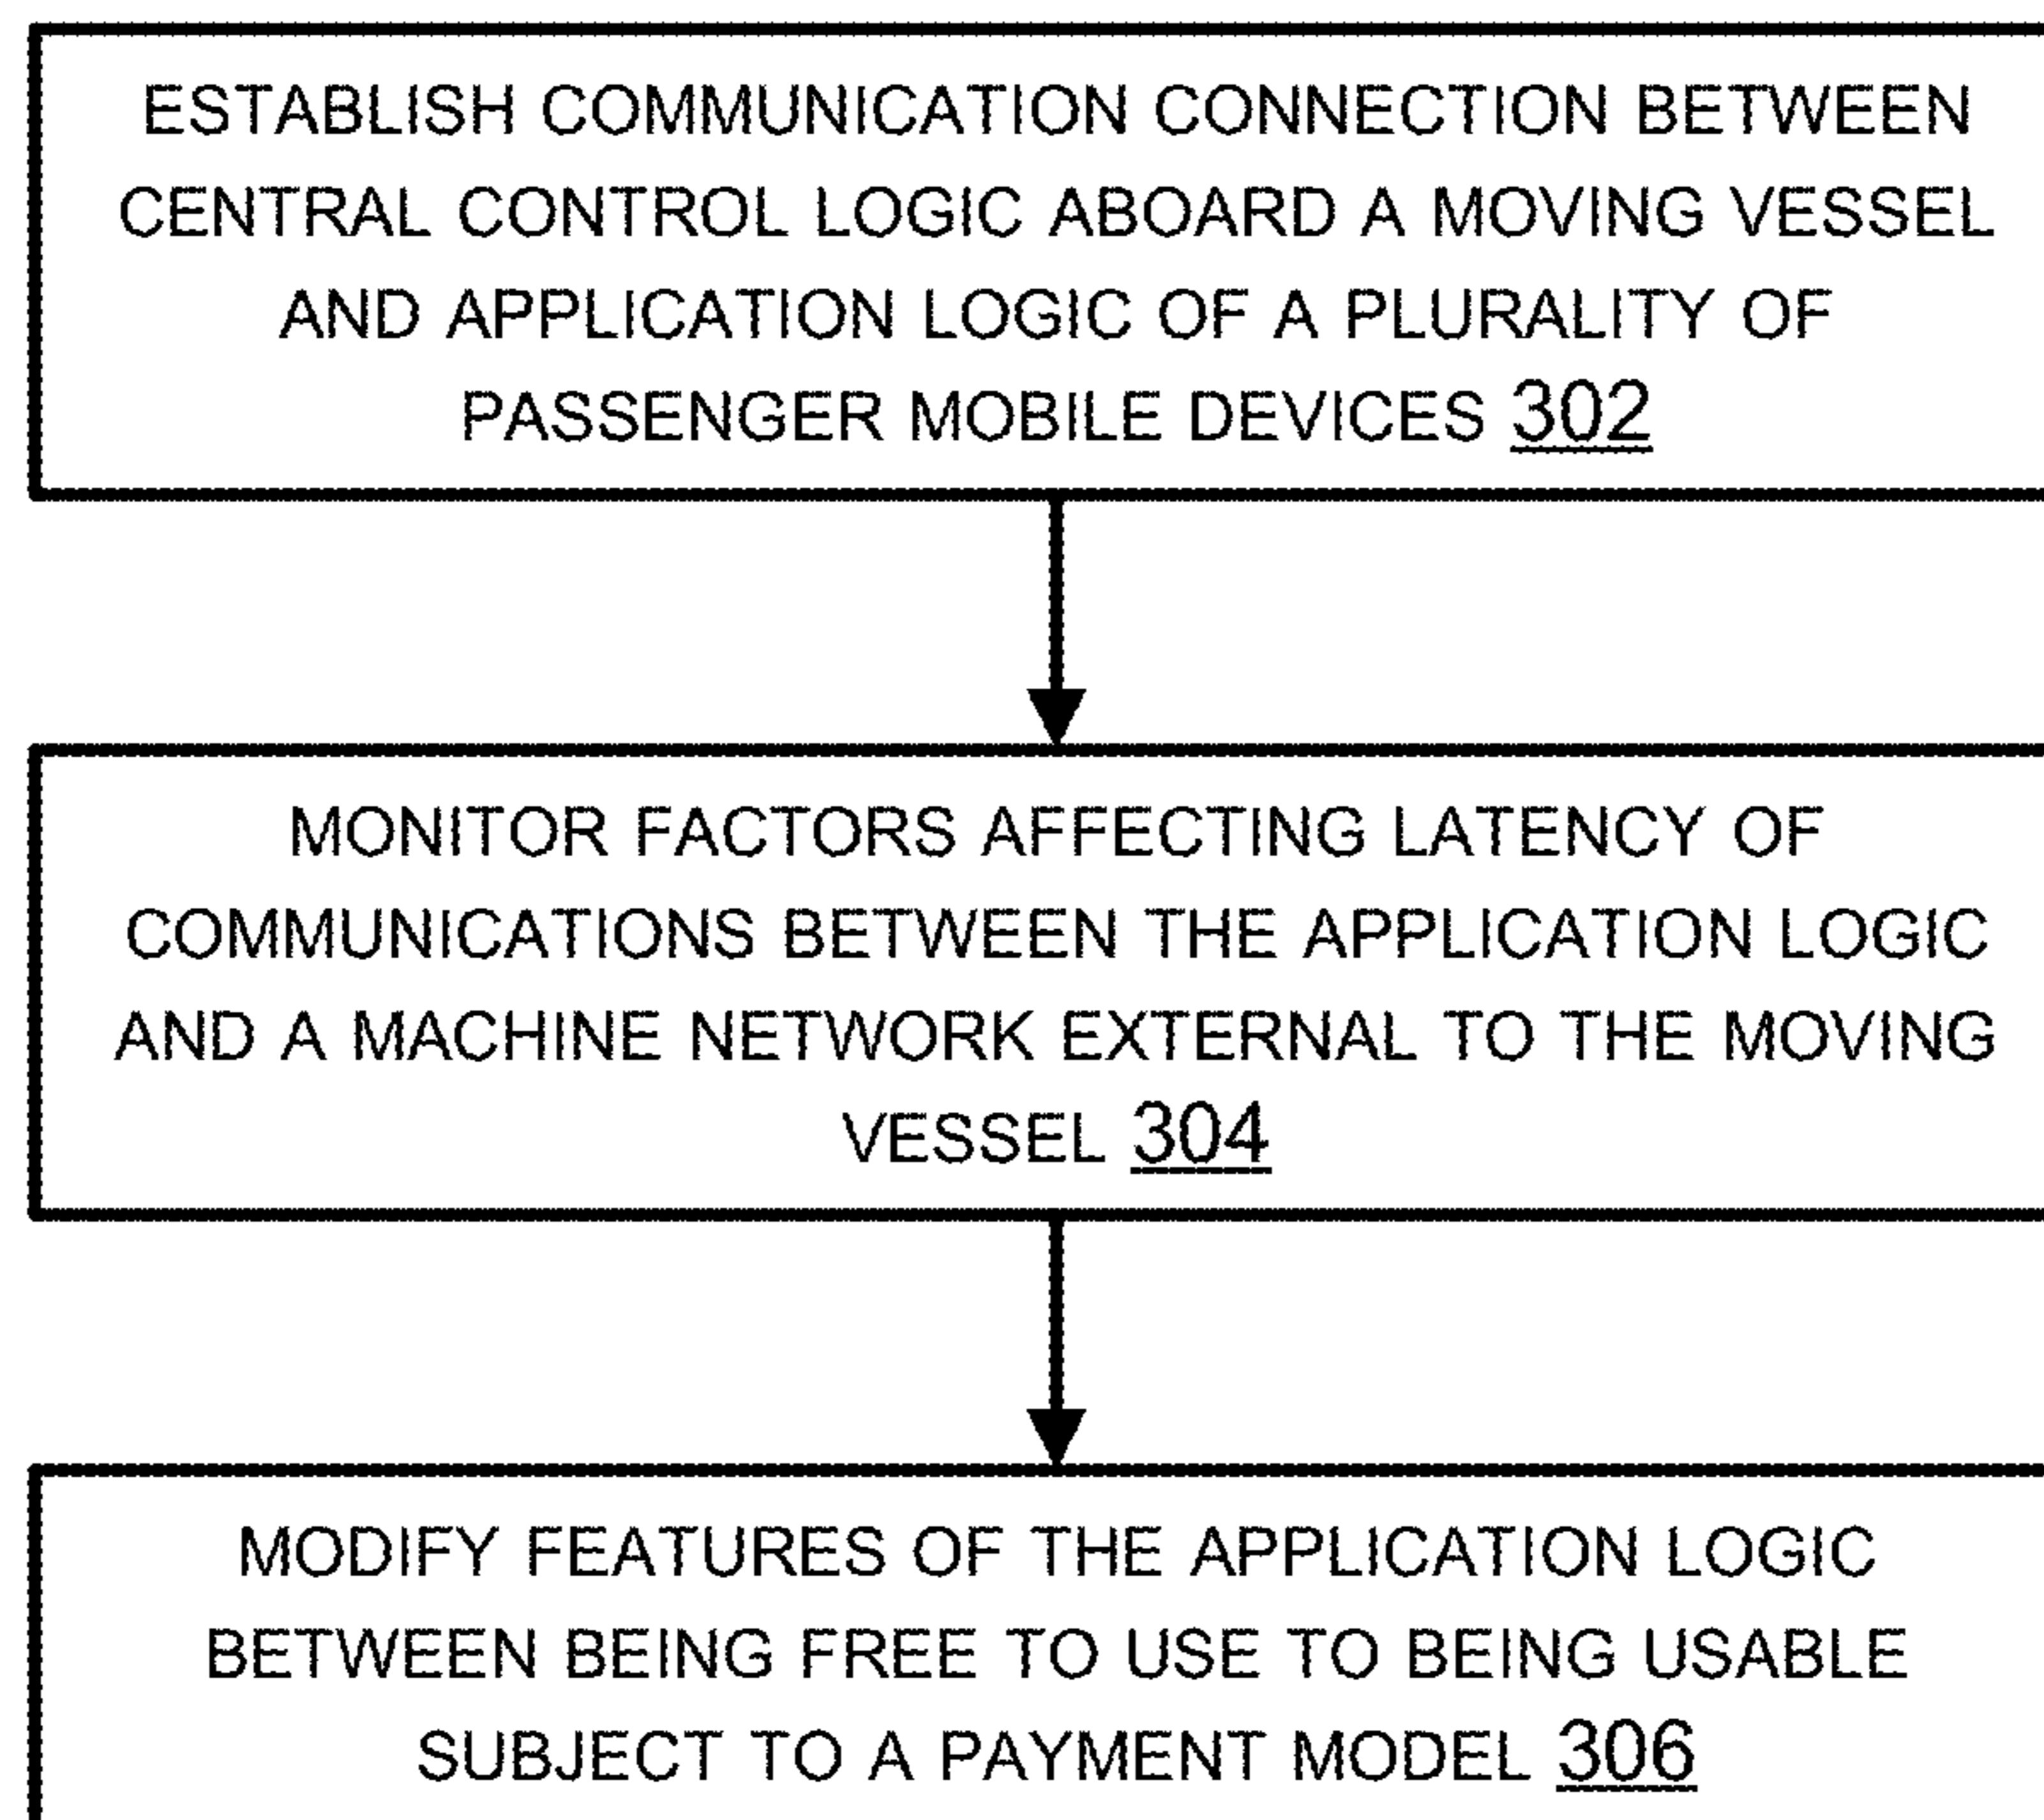 ESTABLISH COMMUNICATION CONNECTION BETWEEN
CENTRAL CONTROL LOGIC ABOARD A MOVING VESSEL
AND APPLICATION LOGIC OF A PLURALITY OF
PASSENGER MOBILE DEVICES 302
MONITOR FACTORS AFFECTING LATENCY OF
COMMUNICATIONS BETWEEN THE APPLICATION LOGIC
AND A MACHINE NETWORK EXTERNAL TO THE MOVING
VESSEL 304
MODIFY FEATURES OF THE APPLICATION LOGIC
BETWEEN BEING FREE TO USE TO BEING USABLE
SUBJECT TO A PAYMENT MODEL 306